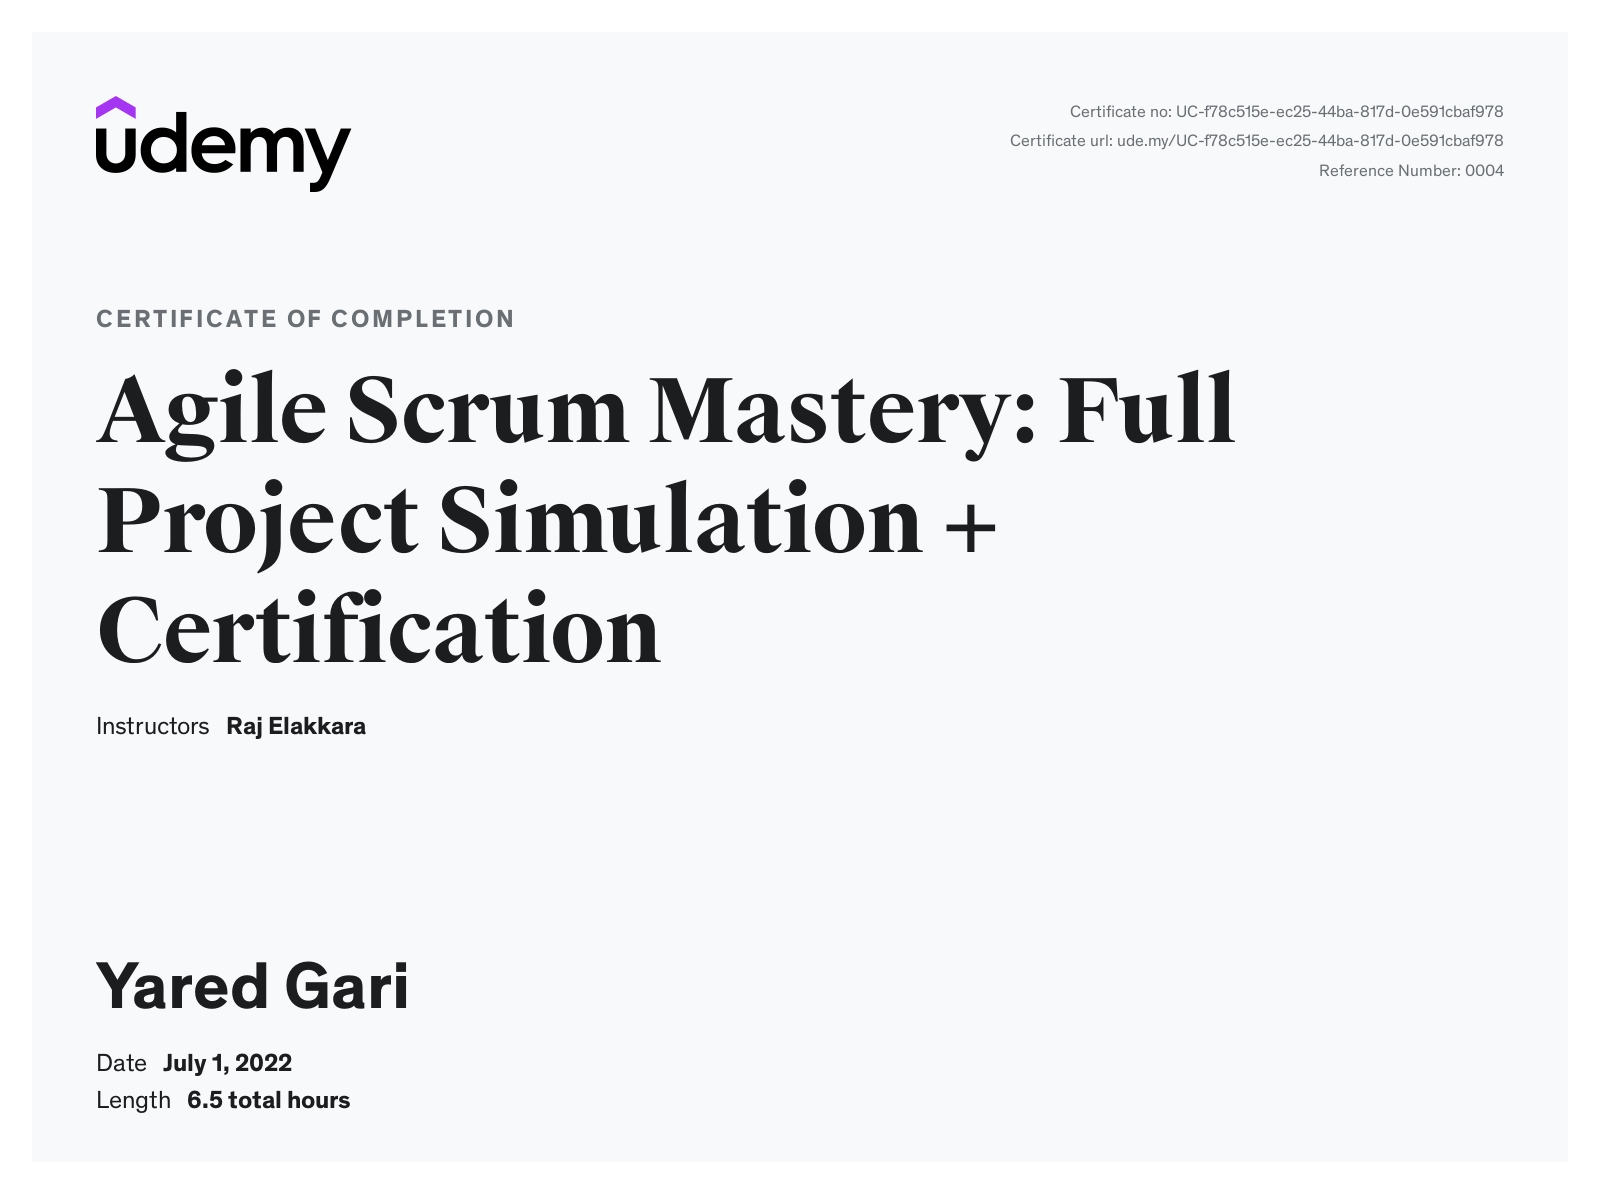 udemy
Certificate no: UC-f78c515e-ec25-44ba-817d-0e591cbaf978
Certificate url: ude.my/UC-f78c515e-ec25-44ba-817d-0e591cbaf978
Reference Number: 0004
CERTIFICATE OF COMPLETION
Agile Scrum Mastery: Full
Project Simulation +
Certification
Instructors Raj Elakkara
Yared Gari
Date July 1, 2022
Length 6.5 total hours